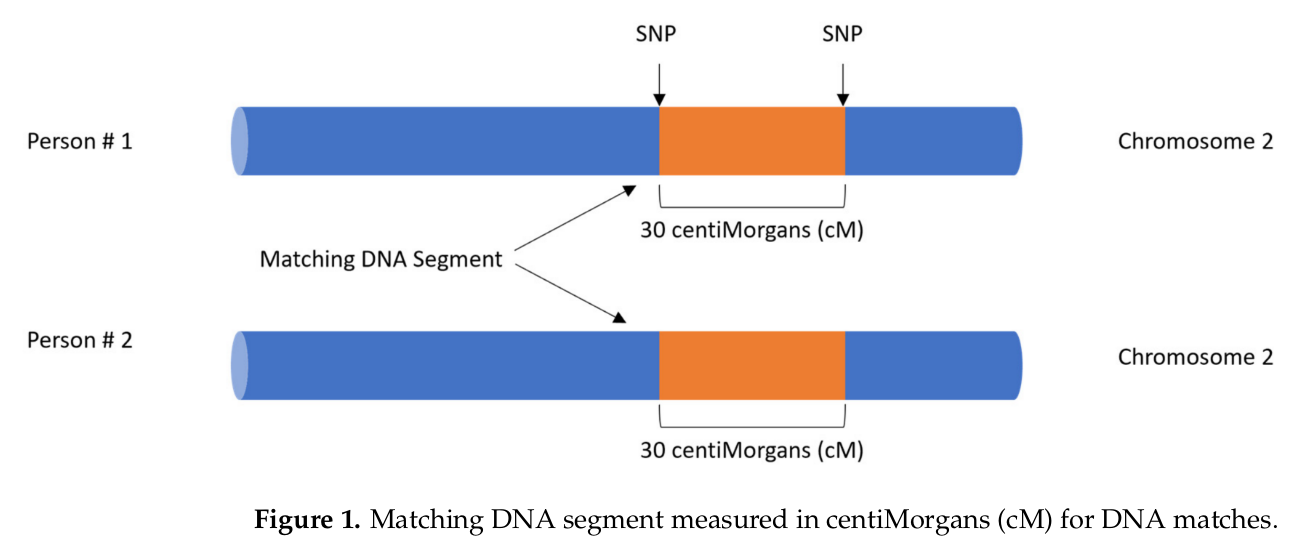 SNP SNP
Person # 1
Chromosome 2
30 centiMorgans (cM)
Matching DNA Segment
Person # 2
Chromosome 2
30 centiMorgans (cM)
Figure 1. Matching DNA segment measured in centiMorgans (cM) for DNA matches.